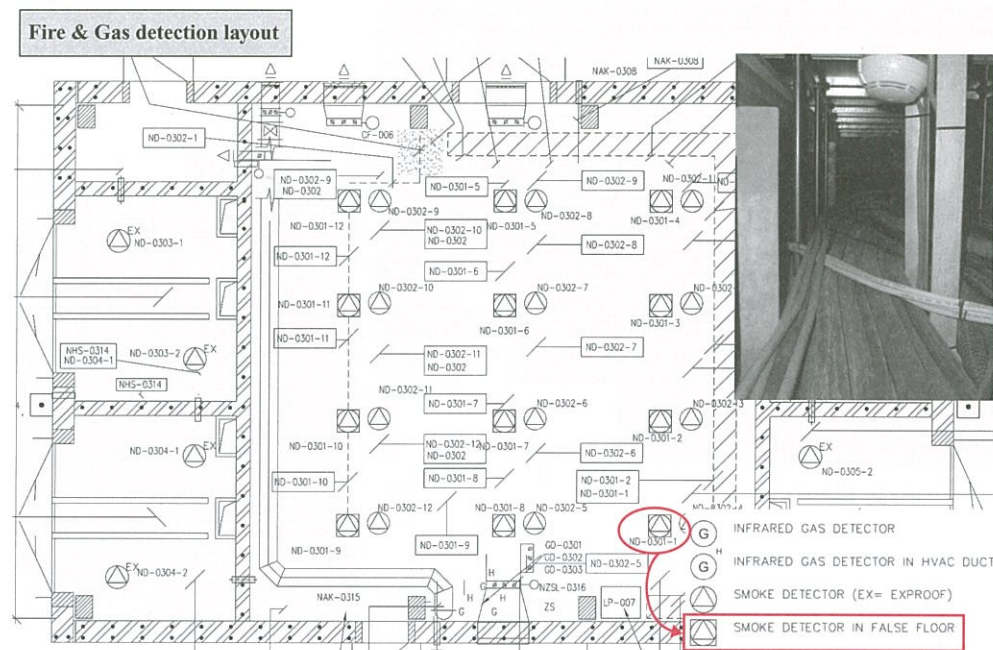 Fire & Gas detection layout
NAK-0308
NAK-0308
ND-0302-1
CF-006
ND-0302-9
ND-0302
ND-0301-5
ND-0302-9
ND-0302-1
ND-0302-9
ND-0302-8
ND-0301-12
ND-0301-5
ND-0301-4
EX
ND-0303-1
ND-0302-10
ND-0302
ND-0302-8
ND-0301-12
ND-0301-6
ND-0302-10
ND-0302-7
ND-0301-11
ND-0301-6
ND-0301-3
ND-0301-11
NHS-0314
ND-0304-1
ND-0303-2
EX
ND-0302-11
ND-0302
ND-0302-7
NHS-0314
ND-0302-11
ND-0301-7
ND-0302-6
EX
ND-0304-1
ND-0301-10
ND-0302-12
ND-0302
ND-0301-7
ND-0301-2
ND-0302-6
EX
ND-0305-2
ND-0301-10
ND-0301-8
ND-0301-2
ND-0301-1
ND-0302-12
ND-0301-8
ND-0302-5
ND-0301-9
ND-0301-9
ND-0301-1
GD-0301
GD-0302
GD-0303
ND-0302-5
EX
ND-0304-2
NAK-0315
H
G
H
H
G
H
G
NZSL-0316
ZS
LP-007
G INFRARED GAS DETECTOR
G H INFRARED GAS DETECTOR IN HVAC DUCT
SMOKE DETECTOR (EX= EXPROOF)
SMOKE DETECTOR IN FALSE FLOOR